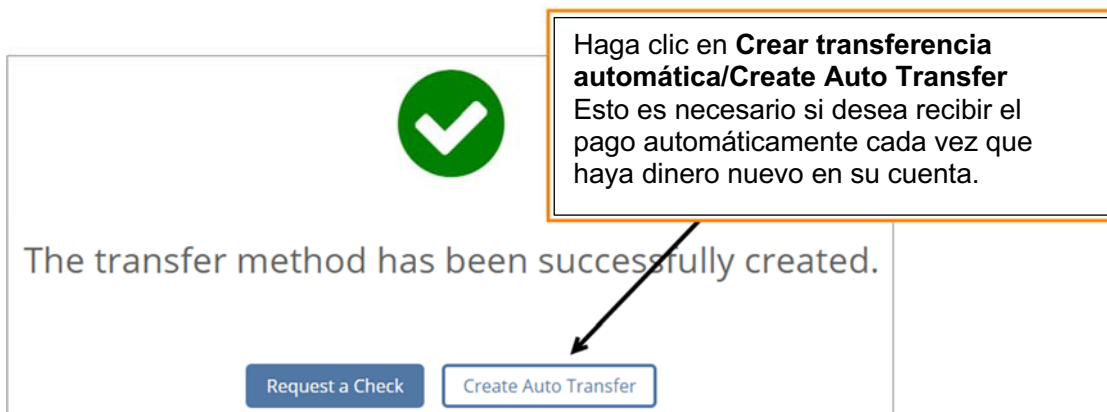 Haga clic en Crear transferencia
automática/Create Auto Transfer
Esto es necesario si desea recibir el
pago automáticamente cada vez que
haya dinero nuevo en su cuenta.
The transfer method has been successfully created.
Request a Check
Create Auto Transfer